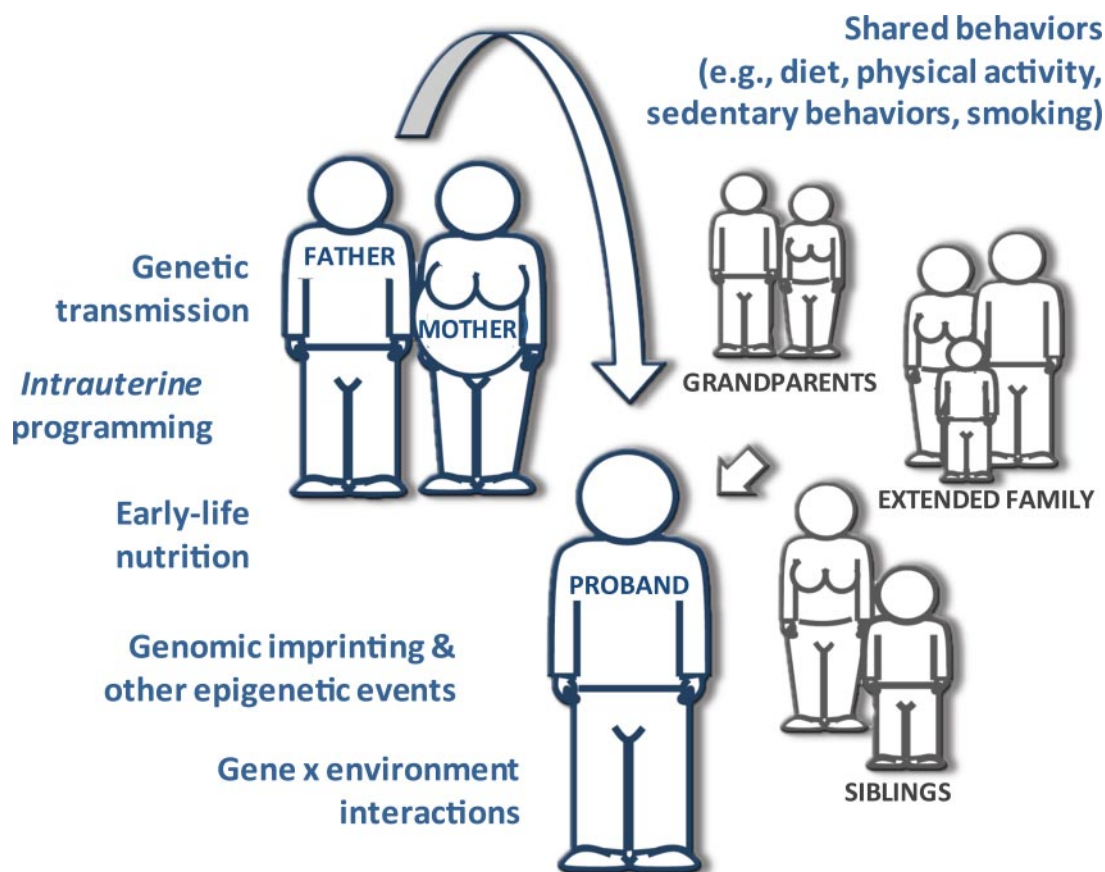 Shared behaviors
(e.g., diet, physical activity,
sedentary behaviors, smoking)
FATHER
MOTHER
Genetic
transmission
Intrauterine
programming
Early-life
nutrition
Genomic imprinting &
other epigenetic events
Gene x environment
interactions
GRANDPARENTS
EXTENDED FAMILY
PROBAND
SIBLINGS